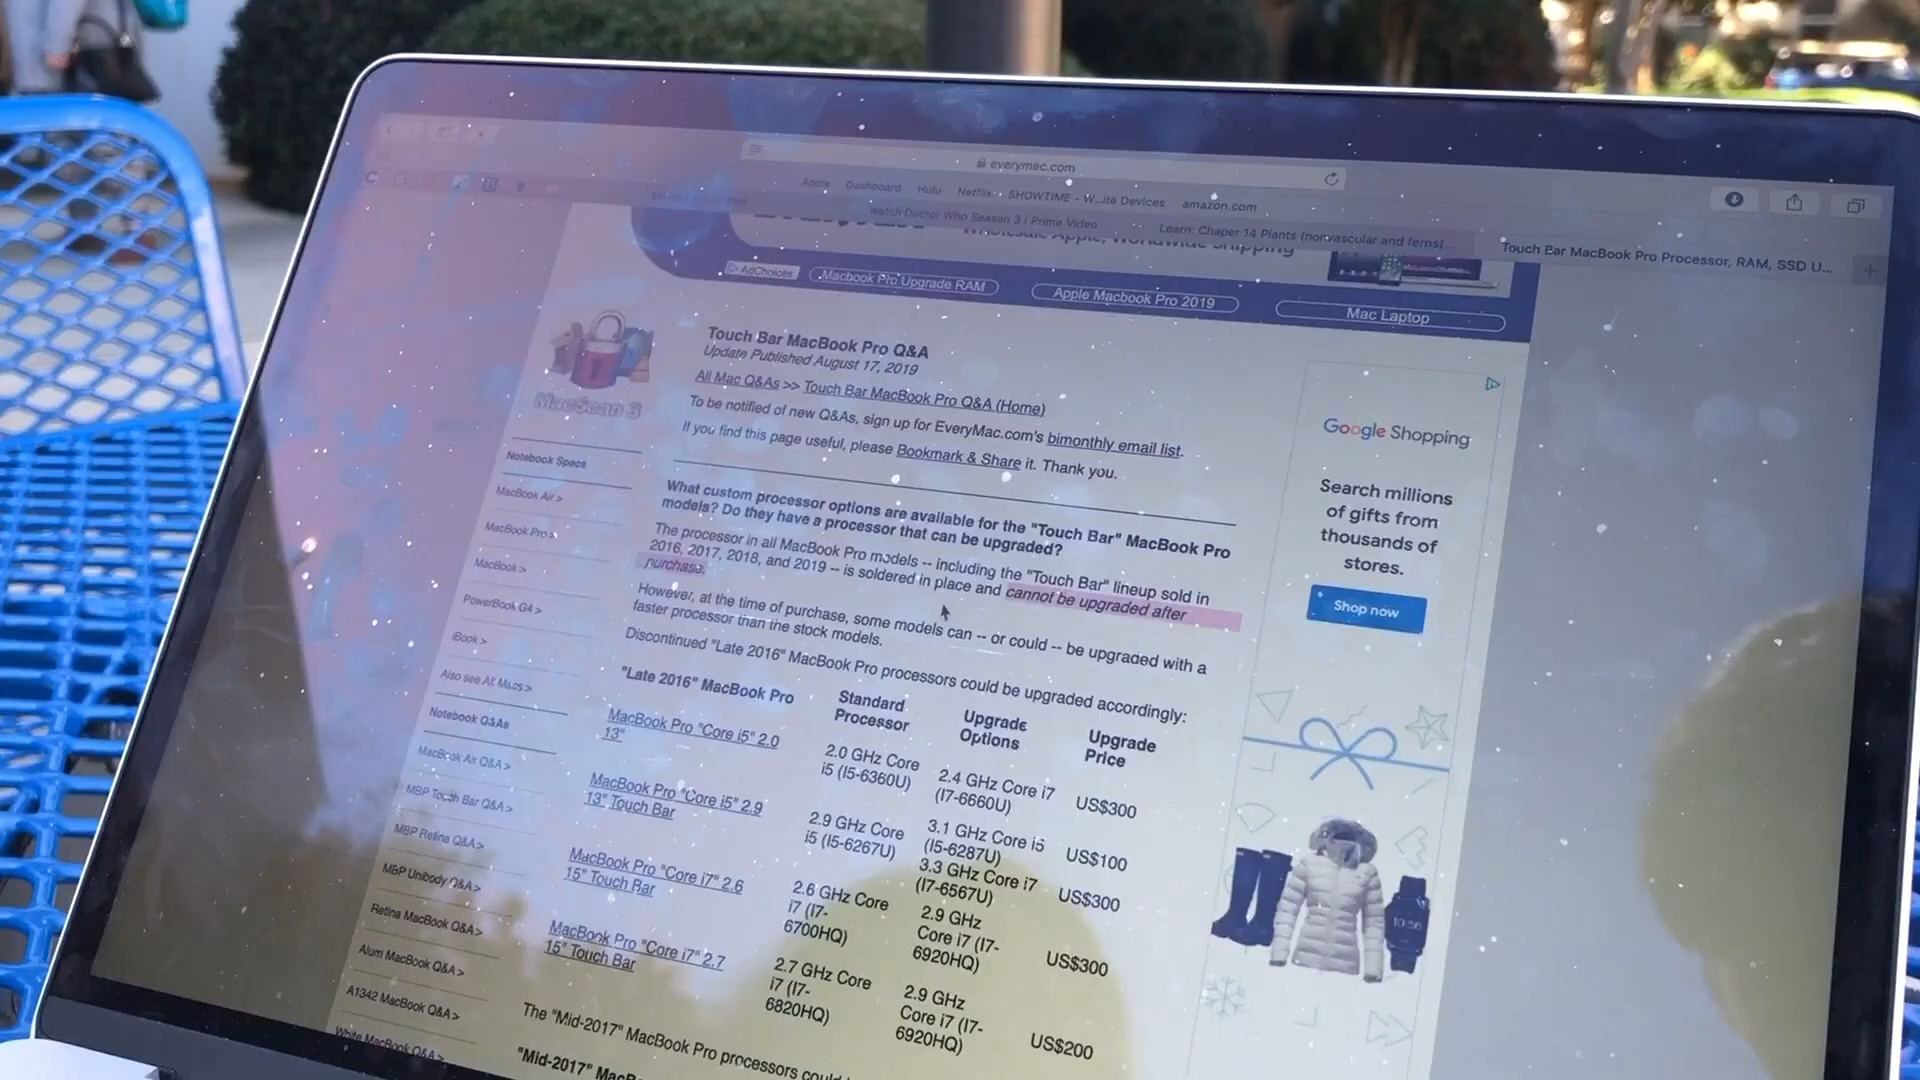 everymac.com
Apple Dashboard Hulu Netflix SHOWTIME - W...ite Devices amazon.com
Watch Doctor Who Season 3 | Prime Video
Learn: Chaper 14 Plants (nonvascular and ferns)...
Touch Bar MacBook Pro Processor, RAM, SSD U...
Wholesale Apple, Worldwide Shipping
AdChoices
Macbook Pro Upgrade RAM
Apple Macbook Pro 2019
Mac Laptop
MacScan 3
Notebook Specs
MacBook Air >
MacBook Pro >
MacBook >
PowerBook G4 >
iBook >
Also see All Macs >
Notebook Q&As
MacBook Air Q&A >
MBP Touch Bar Q&A >
MBP Retina Q&A >
MBP Unibody Q&A >
Retina MacBook Q&A >
Alum MacBook Q&A >
A1342 MacBook Q&A >
White MacBook Q&A >
Touch Bar MacBook Pro Q&A
Update Published August 17, 2019
All Mac Q&As >> Touch Bar MacBook Pro Q&A (Home)
To be notified of new Q&As, sign up for EveryMac.com's bimonthly email list.
If you find this page useful, please Bookmark & Share it. Thank you.
What custom processor options are available for the "Touch Bar" MacBook Pro
models? Do they have a processor that can be upgraded?
The processor in all MacBook Pro models -- including the "Touch Bar" lineup sold in
2016, 2017, 2018, and 2019 -- is soldered in place and cannot be upgraded after
purchase.
However, at the time of purchase, some models can -- or could -- be upgraded with a
faster processor than the stock models.
Discontinued "Late 2016" MacBook Pro processors could be upgraded accordingly:
"Late 2016" MacBook Pro
Standard
Processor
Upgrade
Options
Upgrade
Price
MacBook Pro "Core i5" 2.0
13"
2.0 GHz Core
i5 (I5-6360U)
2.4 GHz Core i7
(I7-6660U)
US$300
MacBook Pro "Core i5" 2.9
13" Touch Bar
2.9 GHz Core
i5 (I5-6267U)
3.1 GHz Core i5
(I5-6287U)
US$100
3.3 GHz Core i7
(I7-6567U)
US$300
MacBook Pro "Core i7" 2.6
15" Touch Bar
2.6 GHz Core
i7 (I7-
6700HQ)
2.9 GHz
Core i7 (I7-
6920HQ)
US$300
MacBook Pro "Core i7" 2.7
15" Touch Bar
2.7 GHz Core
i7 (I7-
6820HQ)
2.9 GHz
Core i7 (I7-
6920HQ)
US$200
The "Mid-2017" MacBook Pro processors could
"Mid-2017"
Google Shopping
Search millions
of gifts from
thousands of
stores.
Shop now